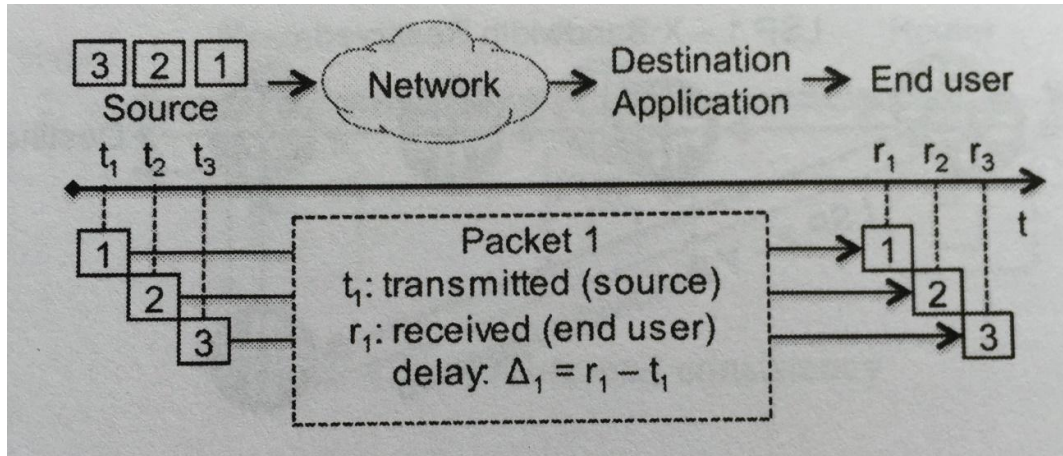 3 2 1
Source
Network
Destination
Application
End user
t₁ t₂ t₃
r₁ r₂ r₃
t
1
2
3
Packet 1
t₁: transmitted (source)
r₁: received (end user)
delay: Δ₁ = r₁ – t₁
1
2
3